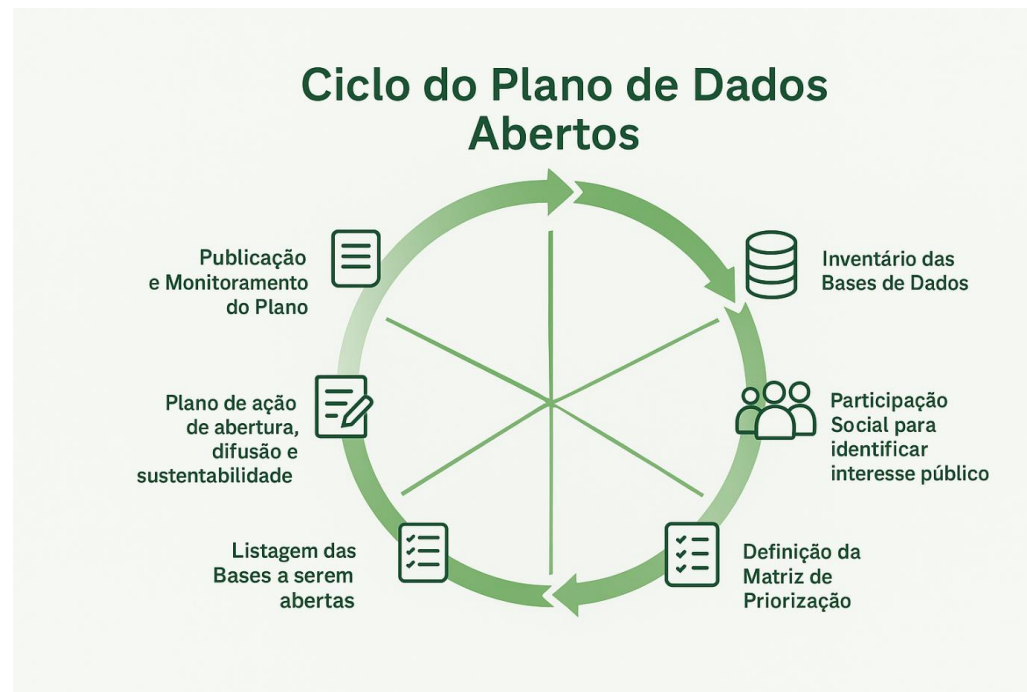 Ciclo do Plano de Dados
Abertos
Inventário das
Bases de Dados
Participação
Social para
identificar
interesse público
Definição da
Matriz de
Priorização
Listagem das
Bases a serem
abertas
Plano de ação
de abertura,
difusão e
sustentabilidade
Publicação
e Monitoramento
do Plano